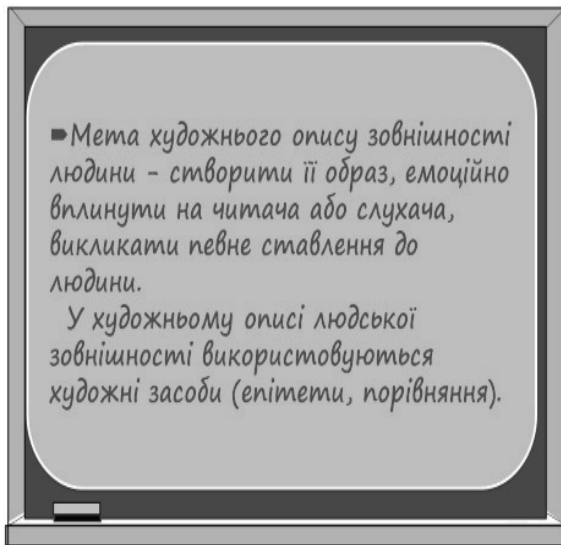 Мета художнього опису зовнішності
людини - створити її образ, емоційно
вплинути на читача або слухача,
викликати певне ставлення до
людини.
У художньому описі людської
зовнішності використовуються
художні засоби (епітети, порівняння).